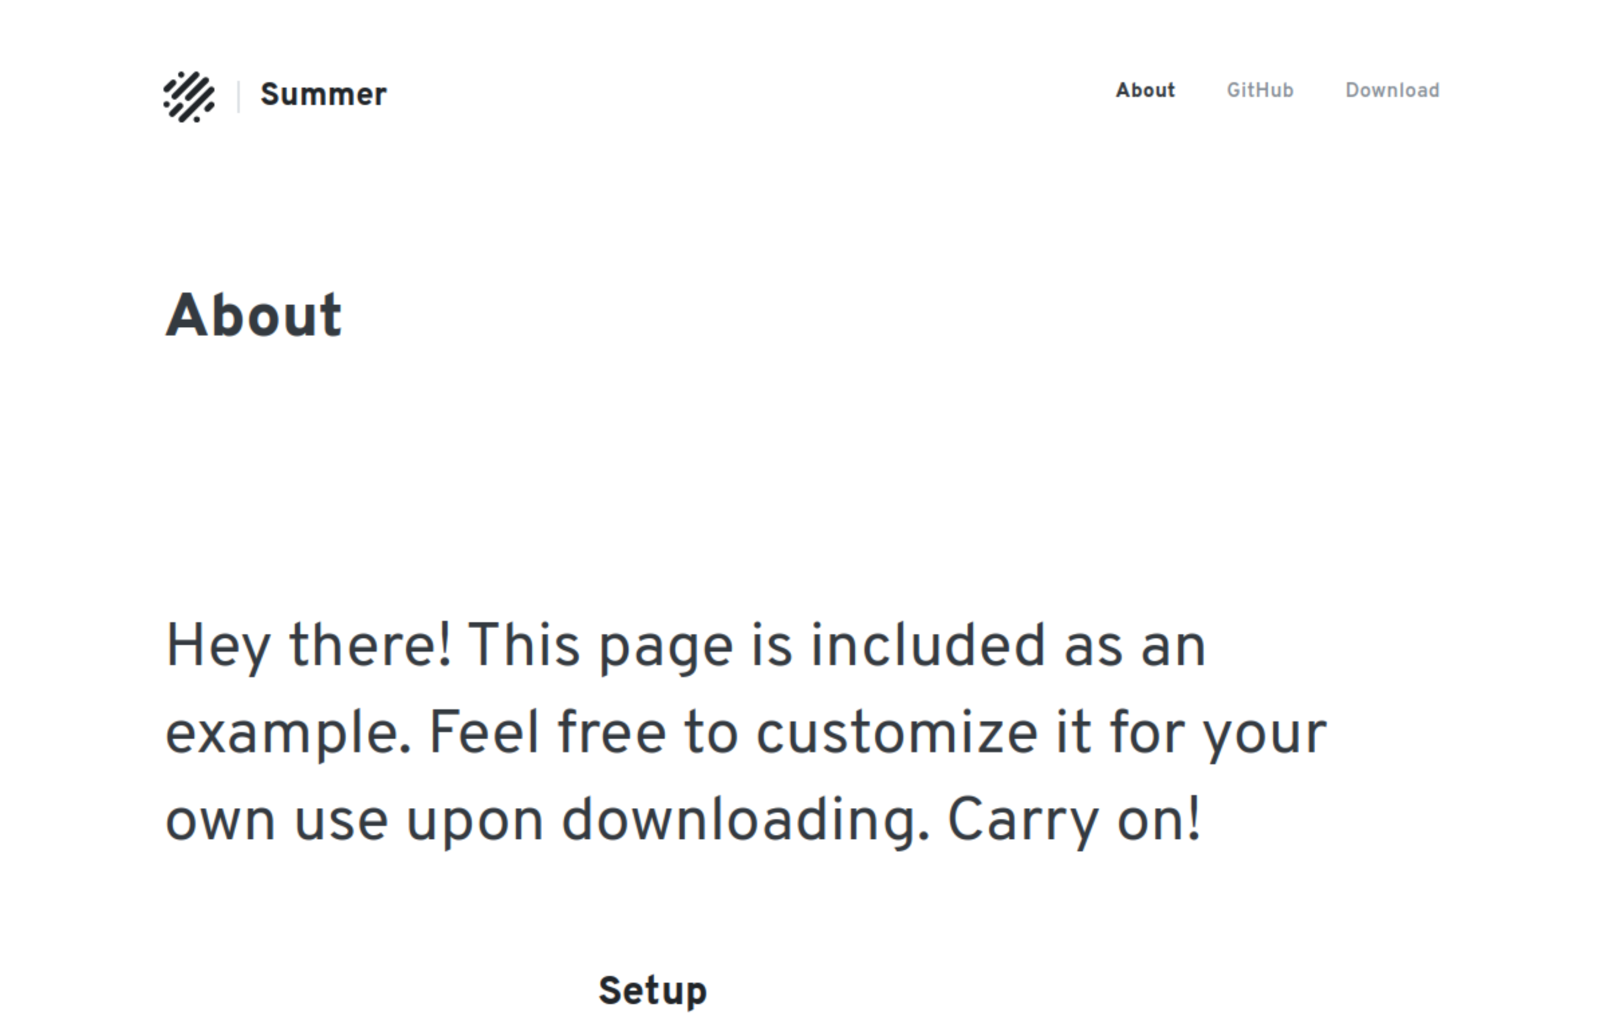 Summer
About GitHub Download
About
Hey there! This page is included as an
example. Feel free to customize it for your
own use upon downloading. Carry on!
Setup